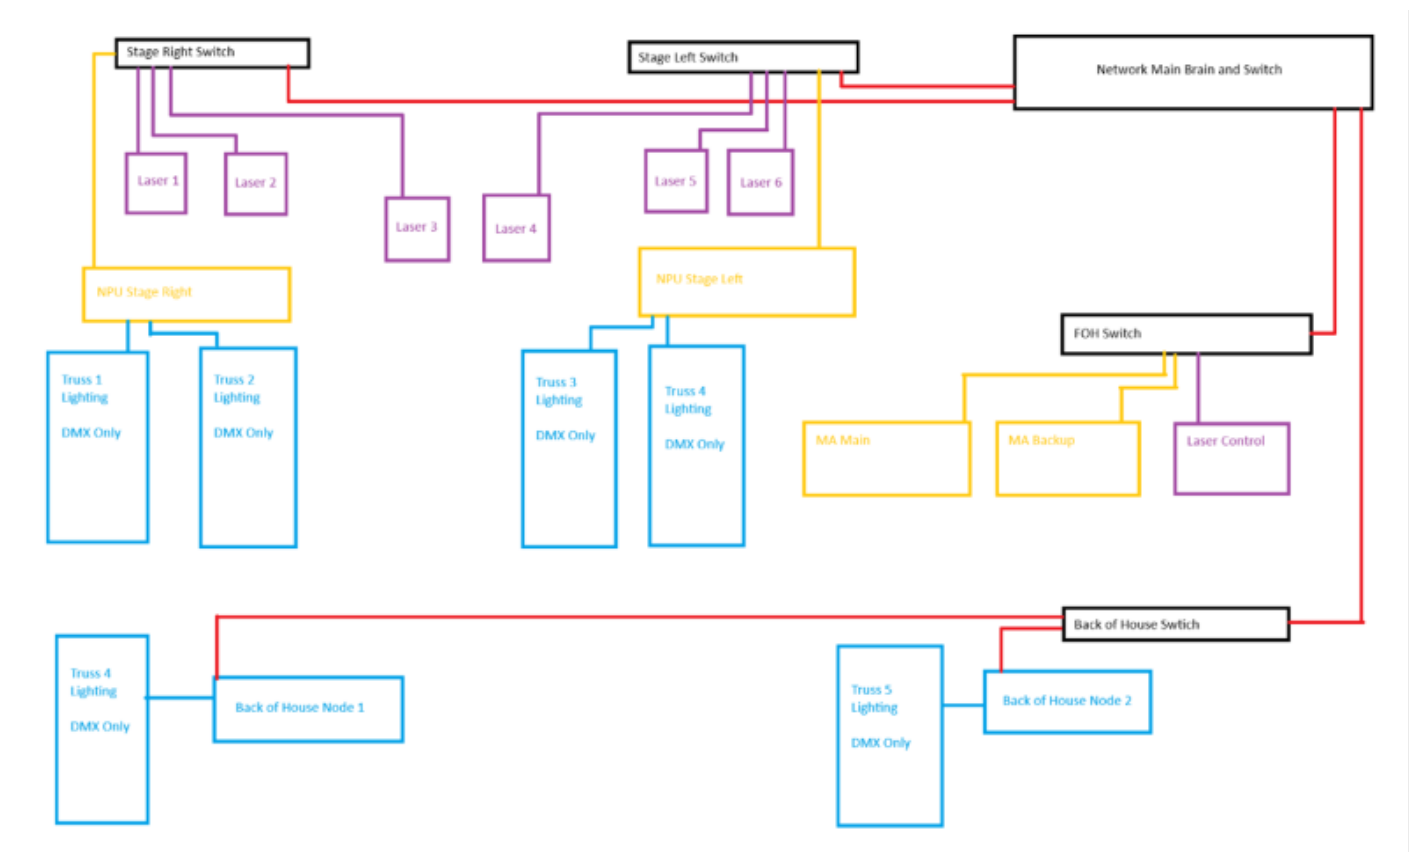 Stage Right Switch
Stage Left Switch
Network Main Brain and Switch
Laser 1
Laser 2
Laser 3
Laser 4
Laser 5
Laser 6
NPU Stage Right
NPU Stage Left
FOH Switch
Truss 1
Lighting
DMX Only
Truss 2
Lighting
DMX Only
Truss 3
Lighting
DMX Only
Truss 4
Lighting
DMX Only
MA Main
MA Backup
Laser Control
Back of House Swtich
Truss 4
Lighting
DMX Only
Back of House Node 1
Truss 5
Lighting
DMX Only
Back of House Node 2